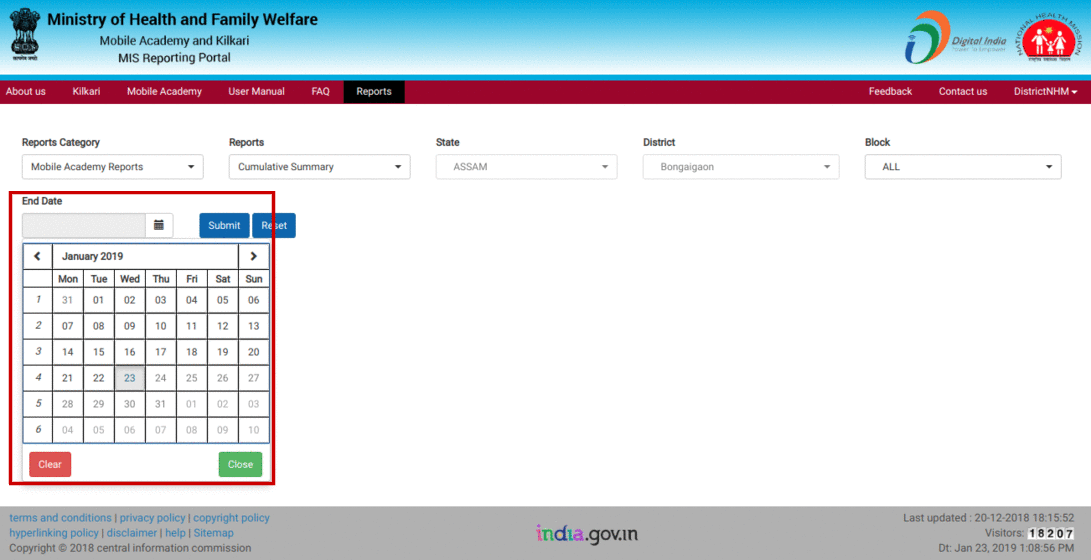 Ministry of Health and Family Welfare
Mobile Academy and Kilkari
MIS Reporting Portal
Digital India
Power To Empower
NATIONAL HEALTH MISSION
About us Kilkari Mobile Academy User Manual FAQ Reports Feedback Contact us DistrictNHM
Reports Category Reports State District Block
Mobile Academy Reports Cumulative Summary ASSAM Bongaigaon ALL
End Date
Submit Reset
January 2019
Mon Tue Wed Thu Fri Sat Sun
1 31 01 02 03 04 05 06
2 07 08 09 10 11 12 13
3 14 15 16 17 18 19 20
4 21 22 23 24 25 26 27
5 28 29 30 31 01 02 03
6 04 05 06 07 08 09 10
Clear Close
terms and conditions | privacy policy | copyright policy
hyperlinking policy | disclaimer | help | Sitemap
Copyright © 2018 central information commission
india.gov.in
Last updated : 20-12-2018 18:15:52
Visitors: 18207
Dt: Jan 23, 2019 1:08:56 PM